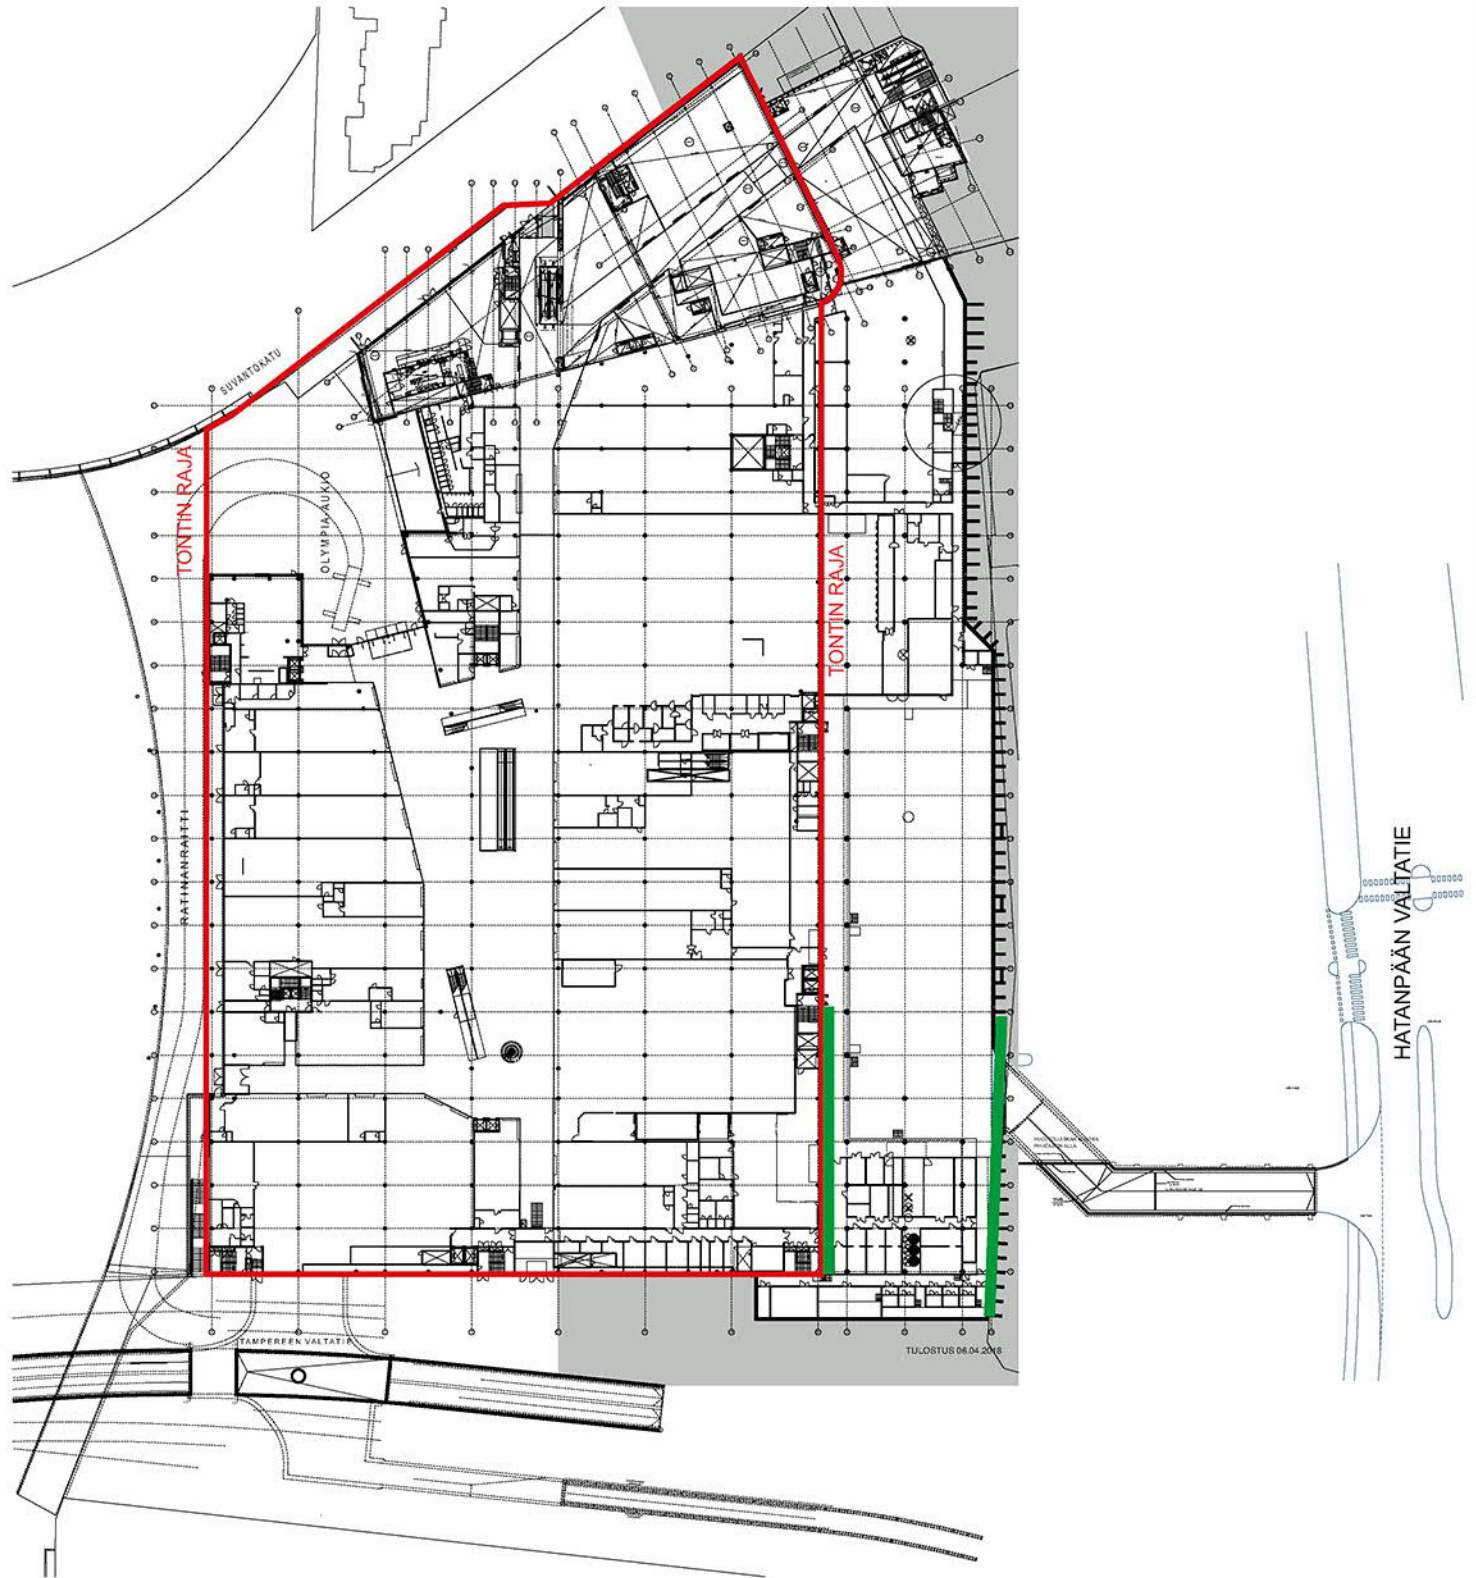 SUVANTOKATU
TONTIN RAJA
OLYMPIA-AUKIO
TONTIN RAJA
RATINANRAITTI
HATANPÄÄN VALTATIE
TAMPEREEN VALTATIE
TULOSTUS 06.04.2018